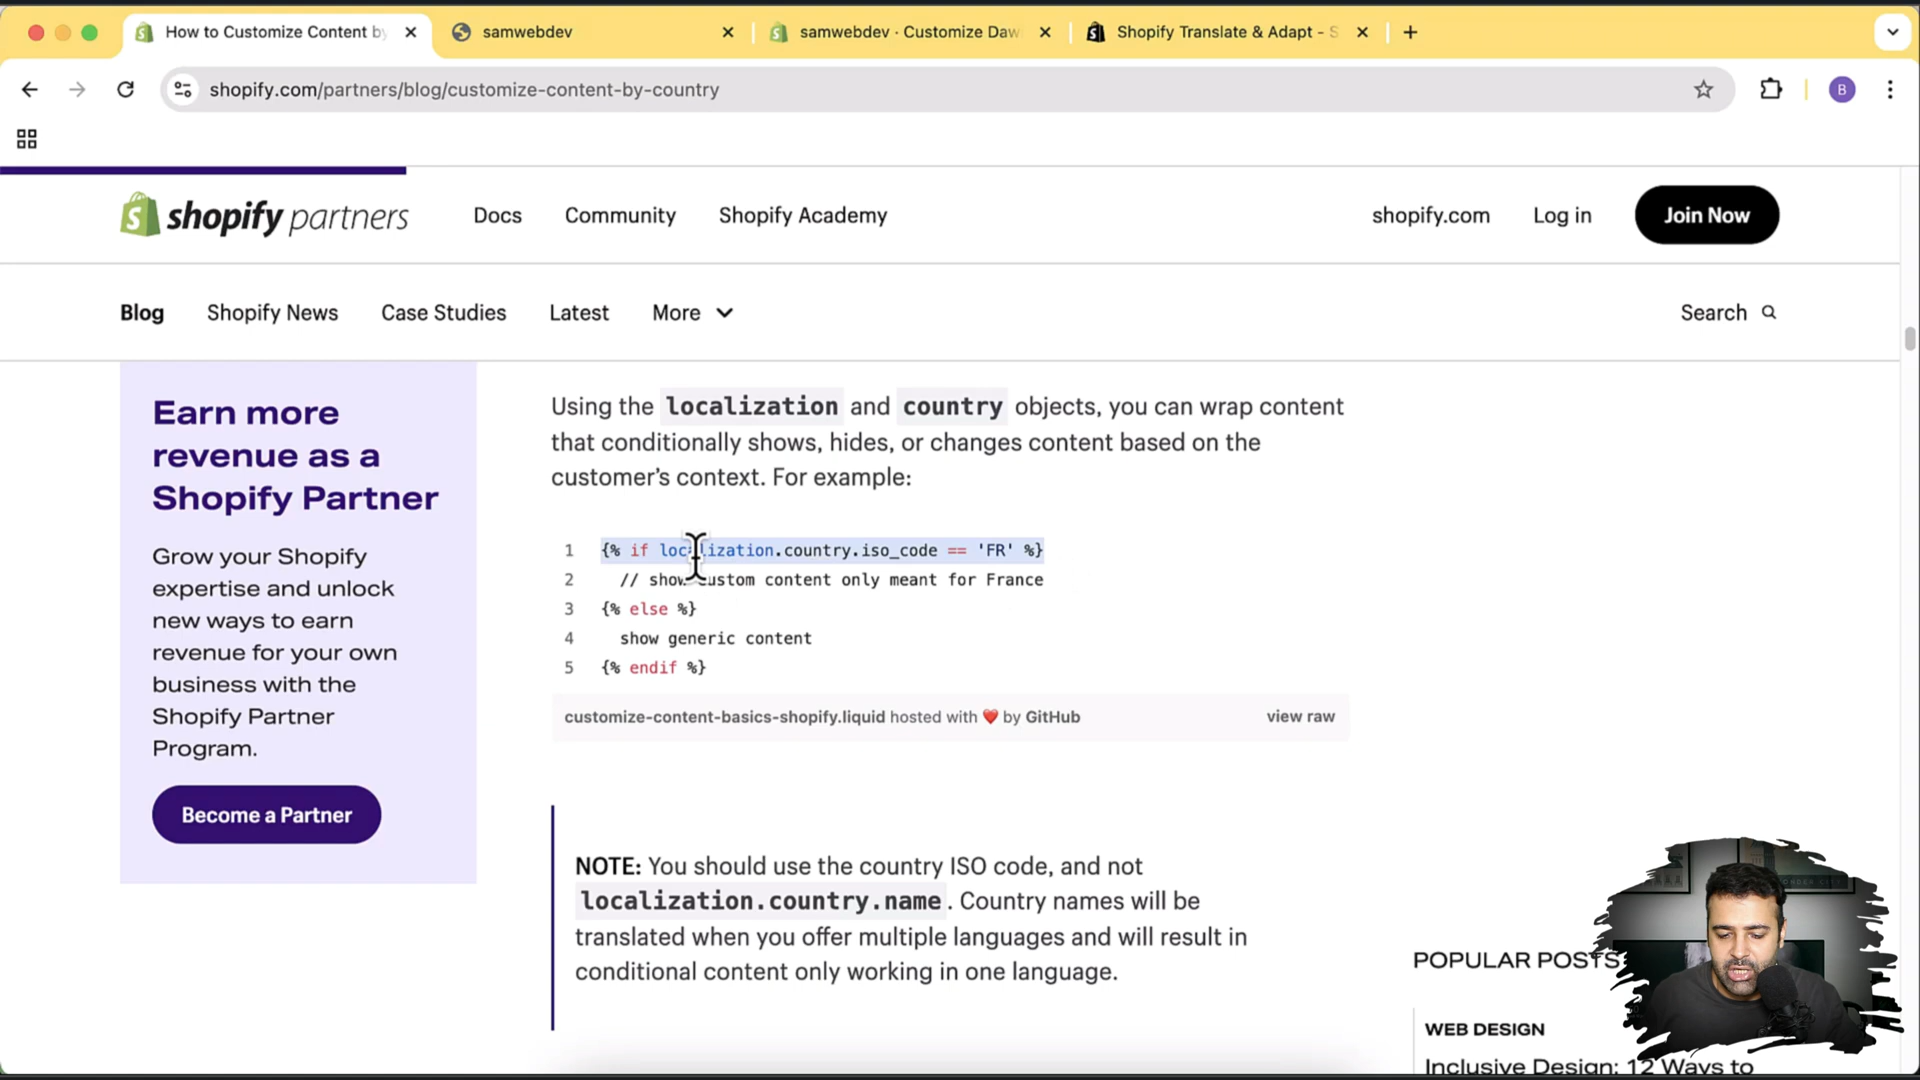 How to Customize Content by
samwebdev
samwebdev · Customize Daw
Shopify Translate & Adapt - S
shopify.com/partners/blog/customize-content-by-country
B
shopify partners
Docs
Community
Shopify Academy
shopify.com
Log in
Join Now
Blog
Shopify News
Case Studies
Latest
More
Search
Earn more
revenue as a
Shopify Partner
Grow your Shopify
expertise and unlock
new ways to earn
revenue for your own
business with the
Shopify Partner
Program.
Become a Partner
Using the localization and country objects, you can wrap content
that conditionally shows, hides, or changes content based on the
customer's context. For example:
1 {% if localization.country.iso_code == 'FR' %}
2 // show custom content only meant for France
3 {% else %}
4 show generic content
5 {% endif %}
customize-content-basics-shopify.liquid hosted with ❤ by GitHub
view raw
NOTE: You should use the country ISO code, and not
localization.country.name. Country names will be
translated when you offer multiple languages and will result in
conditional content only working in one language.
POPULAR POSTS
WEB DESIGN
Inclusive Design: 12 Ways to